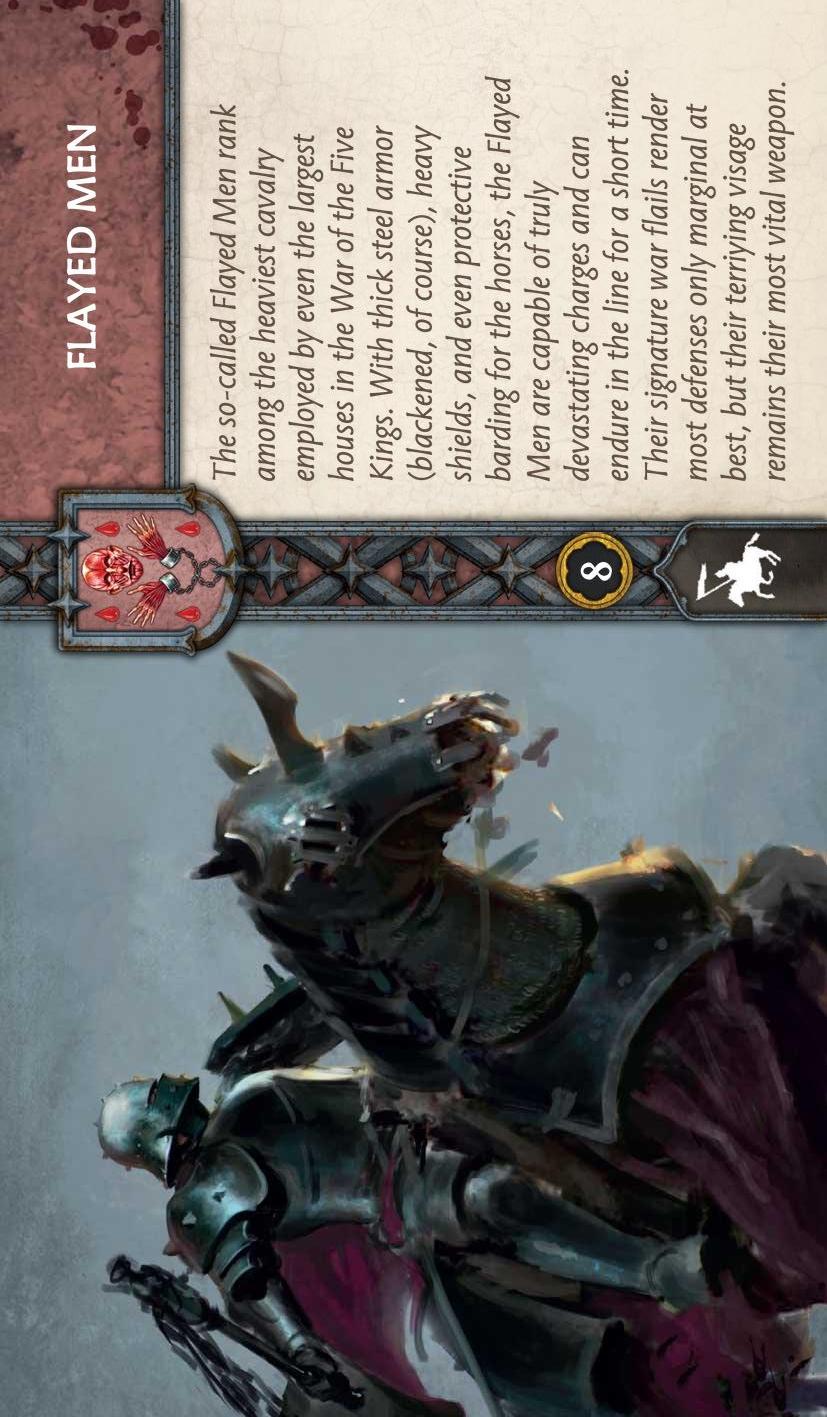 FLAYED MEN
The so-called Flayed Men rank
among the heaviest cavalry
employed by even the largest
houses in the War of the Five
Kings. With thick steel armor
(blackened, of course), heavy
shields, and even protective
barding for the horses, the Flayed
Men are capable of truly
devastating charges and can
endure in the line for a short time.
Their signature war flails render
most defenses only marginal at
best, but their terriying visage
remains their most vital weapon.
8